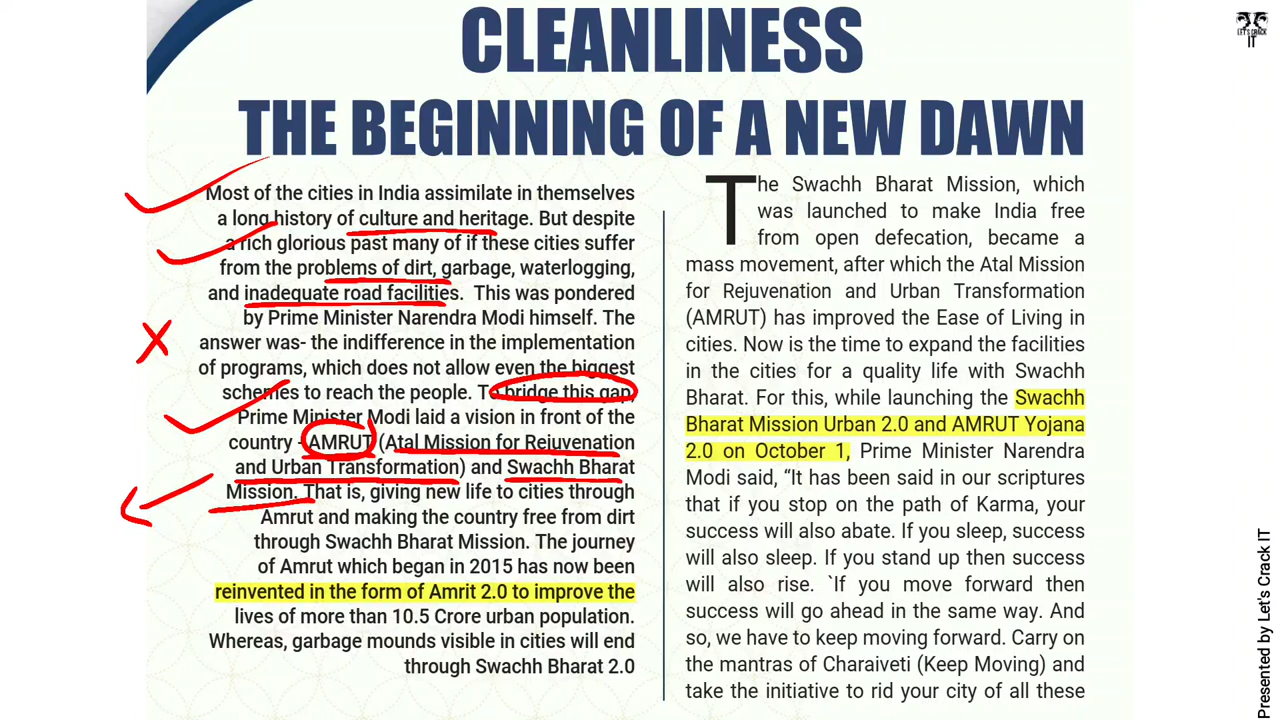 CLEANLINESS
THE BEGINNING OF A NEW DAWN
Most of the cities in India assimilate in themselves
a long history of culture and heritage. But despite
a rich glorious past many of if these cities suffer
from the problems of dirt, garbage, waterlogging,
and inadequate road facilities. This was pondered
by Prime Minister Narendra Modi himself. The
answer was- the indifference in the implementation
of programs, which does not allow even the biggest
schemes to reach the people. To bridge this gap,
Prime Minister Modi laid a vision in front of the
country - AMRUT (Atal Mission for Rejuvenation
and Urban Transformation) and Swachh Bharat
Mission. That is, giving new life to cities through
Amrut and making the country free from dirt
through Swachh Bharat Mission. The journey
of Amrut which began in 2015 has now been
reinvented in the form of Amrit 2.0 to improve the
lives of more than 10.5 Crore urban population.
Whereas, garbage mounds visible in cities will end
through Swachh Bharat 2.0
The Swachh Bharat Mission, which
was launched to make India free
from open defecation, became a
mass movement, after which the Atal Mission
for Rejuvenation and Urban Transformation
(AMRUT) has improved the Ease of Living in
cities. Now is the time to expand the facilities
in the cities for a quality life with Swachh
Bharat. For this, while launching the Swachh
Bharat Mission Urban 2.0 and AMRUT Yojana
2.0 on October 1, Prime Minister Narendra
Modi said, “It has been said in our scriptures
that if you stop on the path of Karma, your
success will also abate. If you sleep, success
will also sleep. If you stand up then success
will also rise. `If you move forward then
success will go ahead in the same way. And
so, we have to keep moving forward. Carry on
the mantras of Charaiveti (Keep Moving) and
take the initiative to rid your city of all these
LET'S CRACK
IT
Presented by Let's Crack IT